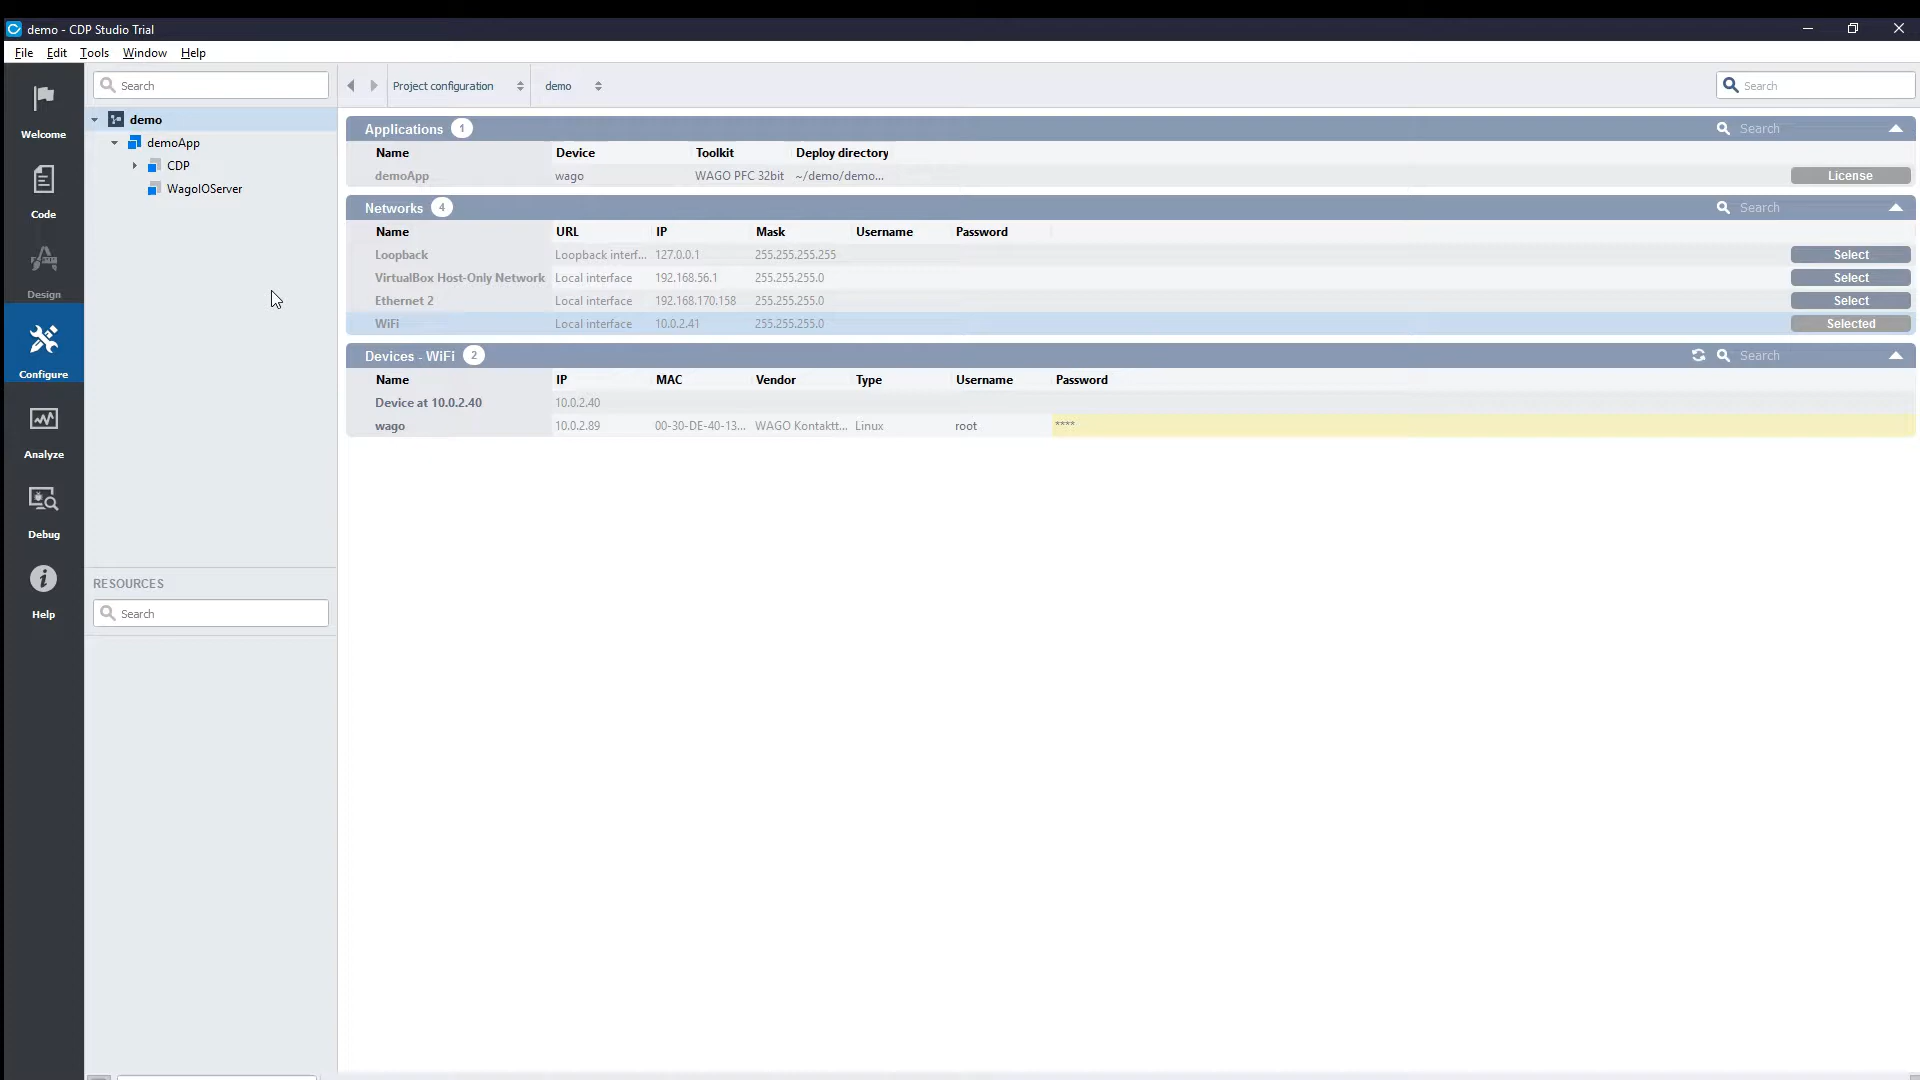 demo - CDP Studio Trial
File Edit Tools Window Help
Search
Project configuration
demo
Search
Welcome
Code
Design
Configure
Analyze
Debug
Help
demo
demoApp
CDP
WagoIOServer
RESOURCES
Search
Applications 1
Search
Name Device Toolkit Deploy directory
demoApp wago WAGO PFC 32bit ~/demo/demo... License
Networks 4
Search
Name URL IP Mask Username Password
Loopback Loopback interf... 127.0.0.1 255.255.255.255 Select
VirtualBox Host-Only Network Local interface 192.168.56.1 255.255.255.0 Select
Ethernet 2 Local interface 192.168.170.158 255.255.255.0 Select
WiFi Local interface 10.0.2.41 255.255.255.0 Selected
Devices - WiFi 2
Search
Name IP MAC Vendor Type Username Password
Device at 10.0.2.40 10.0.2.40
wago 10.0.2.89 00-30-DE-40-13... WAGO Kontaktt... Linux root ****